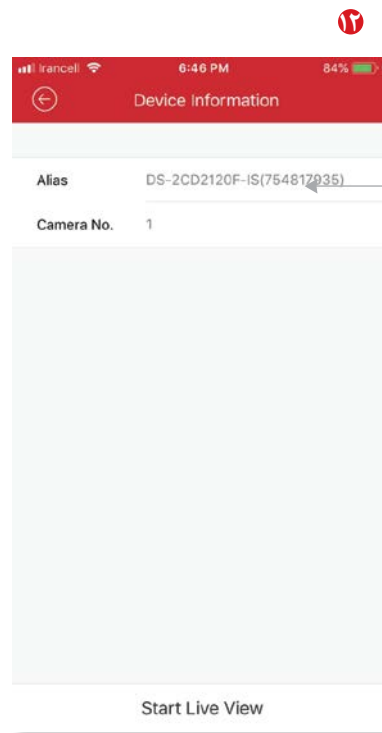 ۱۲
Irancell 6:46 PM 84%
Device Information
Alias DS-2CD2120F-IS(754817935)
Camera No. 1
Start Live View